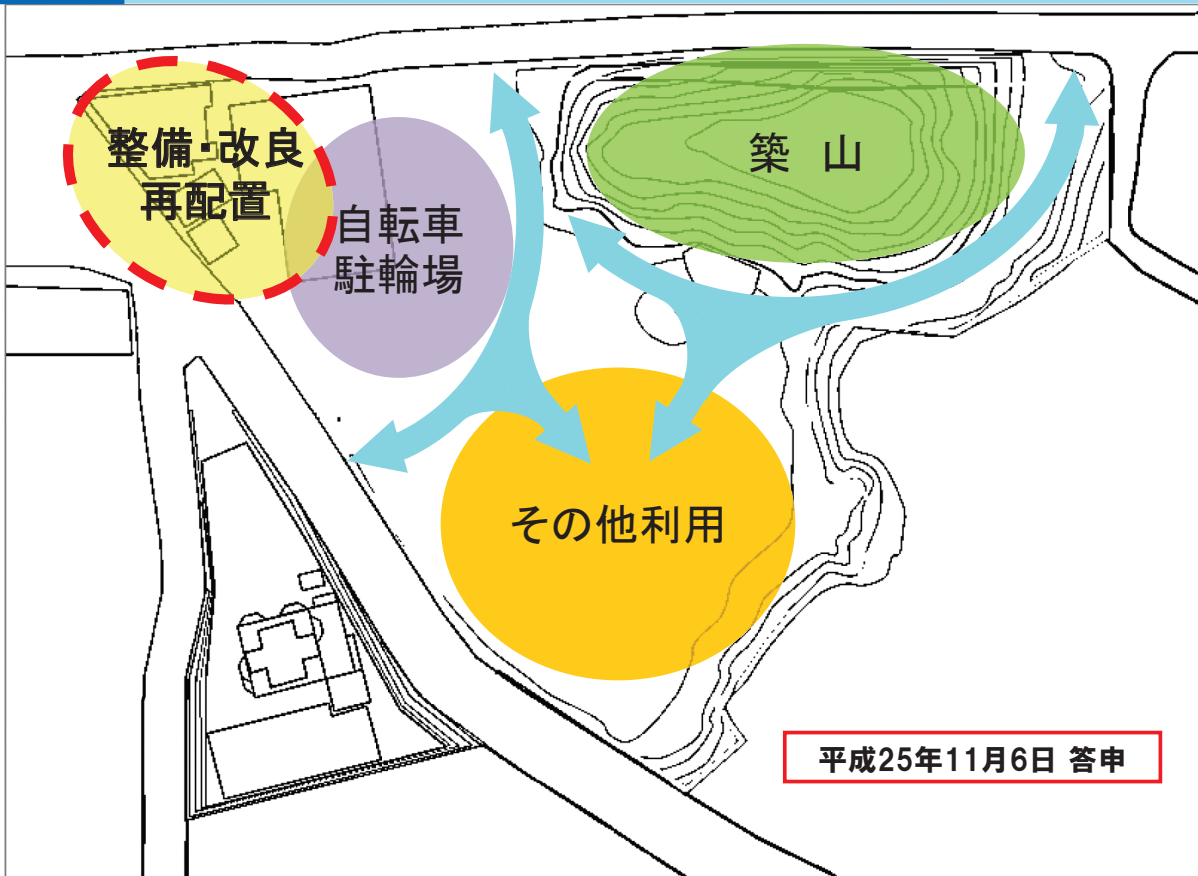 整備・改良
再配置
自転車
駐輪場
築 山
その他利用
平成25年11月6日 答申